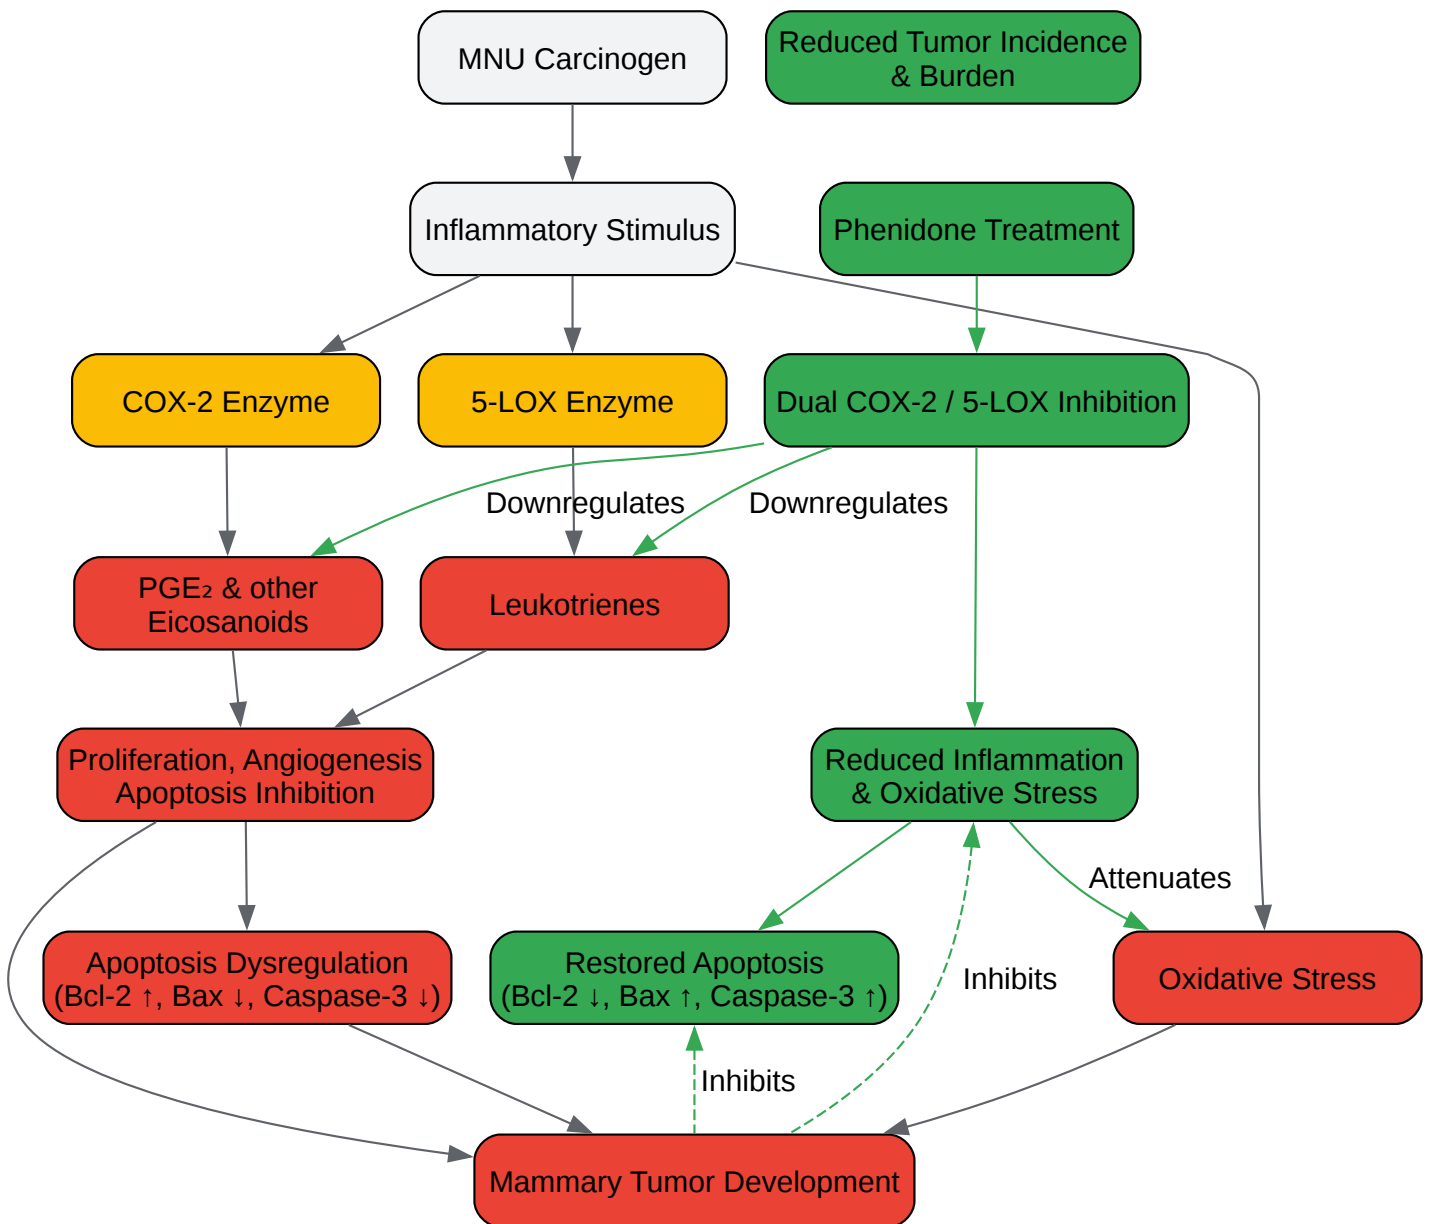 MNU Carcinogen
Reduced Tumor Incidence
& Burden
Inflammatory Stimulus
Phenidone Treatment
COX-2 Enzyme
5-LOX Enzyme
Dual COX-2 / 5-LOX Inhibition
Downregulates
Downregulates
PGE₂ & other
Eicosanoids
Leukotrienes
Proliferation, Angiogenesis
Apoptosis Inhibition
Reduced Inflammation
& Oxidative Stress
Attenuates
Apoptosis Dysregulation
(Bcl-2 ↑, Bax ↓, Caspase-3 ↓)
Restored Apoptosis
(Bcl-2 ↓, Bax ↑, Caspase-3 ↑)
Inhibits
Oxidative Stress
Inhibits
Mammary Tumor Development